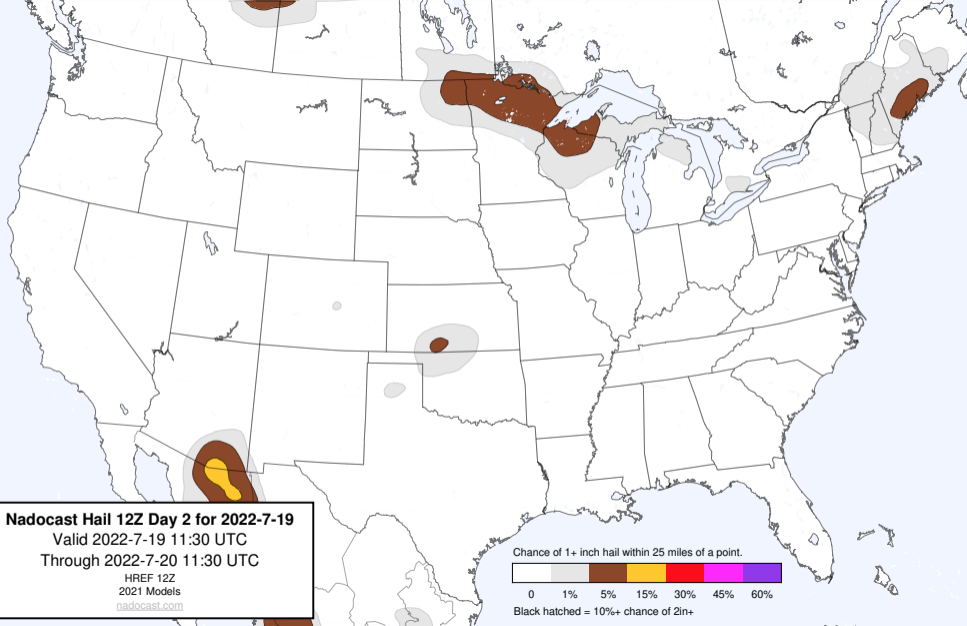 Nadocast Hail 12Z Day 2 for 2022-7-19
Valid 2022-7-19 11:30 UTC
Through 2022-7-20 11:30 UTC
HREF 12Z
2021 Models
nadocast.com
Chance of 1+ inch hail within 25 miles of a point.
0 1% 5% 15% 30% 45% 60%
Black hatched = 10%+ chance of 2in+